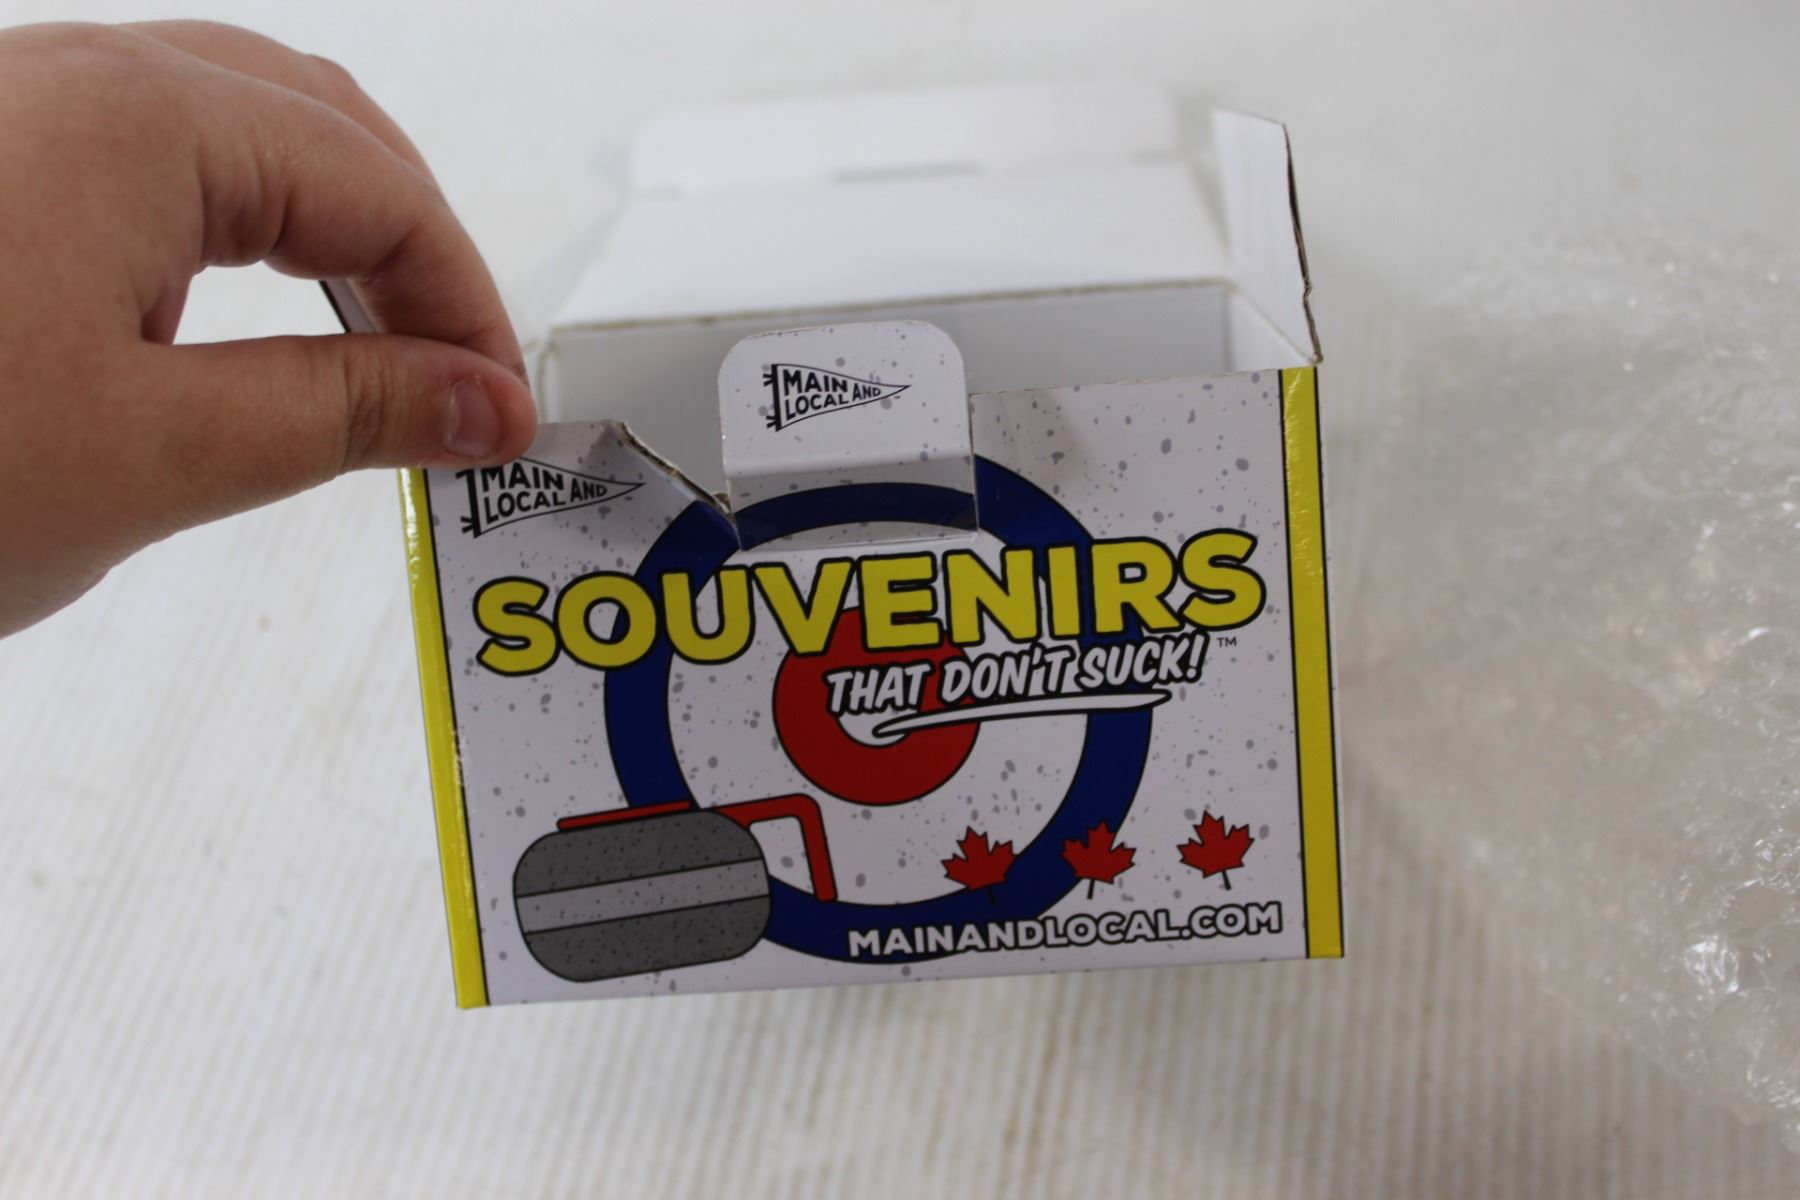 MAIN AND
LOCAL
MAIN AND
LOCAL
SOUVENIRS
THAT DON'T SUCK! ™
MAINANDLOCAL.COM